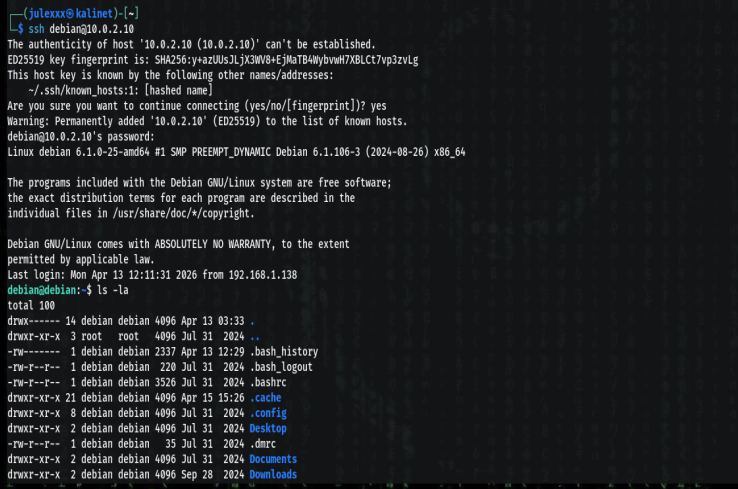 ┌──(julexxx㉿kalinet)-[~]
└─$ ssh debian@10.0.2.10
The authenticity of host '10.0.2.10 (10.0.2.10)' can't be established.
ED25519 key fingerprint is: SHA256:y+azUUsJLjX3WV8+EjMaTB4WybvwH7XBLCt7vp3zvLg
This host key is known by the following other names/addresses:
    ~/.ssh/known_hosts:1: [hashed name]
Are you sure you want to continue connecting (yes/no/[fingerprint])? yes
Warning: Permanently added '10.0.2.10' (ED25519) to the list of known hosts.
debian@10.0.2.10's password:
Linux debian 6.1.0-25-amd64 #1 SMP PREEMPT_DYNAMIC Debian 6.1.106-3 (2024-08-26) x86_64

The programs included with the Debian GNU/Linux system are free software;
the exact distribution terms for each program are described in the
individual files in /usr/share/doc/*/copyright.

Debian GNU/Linux comes with ABSOLUTELY NO WARRANTY, to the extent
permitted by applicable law.
Last login: Mon Apr 13 12:11:31 2026 from 192.168.1.138
debian@debian:~$ ls -la
total 100
drwx------ 14 debian debian 4096 Apr 13 03:33 .
drwxr-xr-x  3 root   root   4096 Jul 31  2024 ..
-rw-------  1 debian debian 2337 Apr 13 12:29 .bash_history
-rw-r--r--  1 debian debian  220 Jul 31  2024 .bash_logout
-rw-r--r--  1 debian debian 3526 Jul 31  2024 .bashrc
drwxr-xr-x 21 debian debian 4096 Apr 15 15:26 .cache
drwxr-xr-x  8 debian debian 4096 Jul 31  2024 .config
drwxr-xr-x  2 debian debian 4096 Jul 31  2024 Desktop
-rw-r--r--  1 debian debian   35 Jul 31  2024 .dmrc
drwxr-xr-x  2 debian debian 4096 Jul 31  2024 Documents
drwxr-xr-x  2 debian debian 4096 Sep 28  2024 Downloads